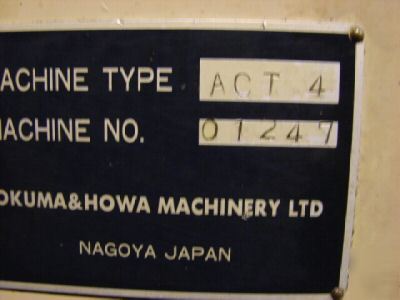 ACHINE TYPE ACT 4
ACHINE NO. 01247
OKUMA&HOWA MACHINERY LTD
NAGOYA JAPAN